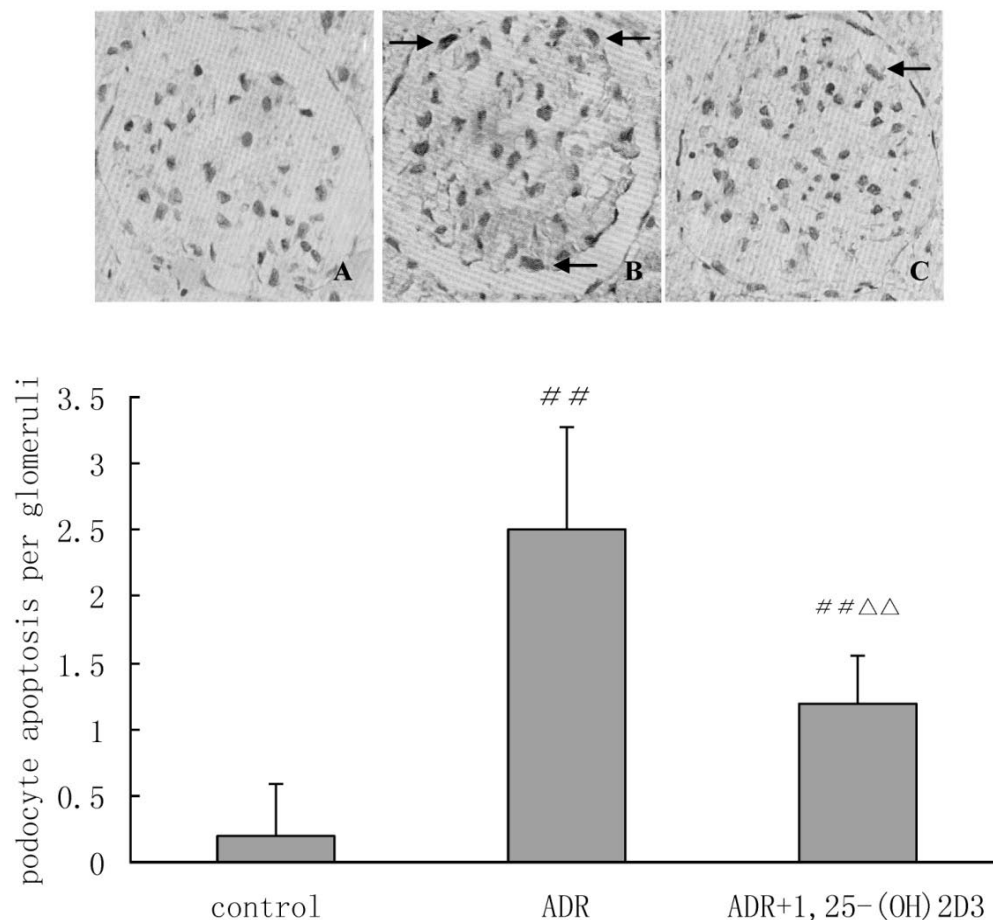 A
B
C
podocyte apoptosis per glomeruli
3.5
3
2.5
2
1.5
1
0.5
0
##
##△△
control
ADR
ADR+1,25-(OH)2D3